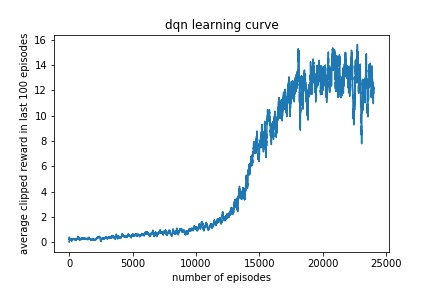 dqn learning curve
average clipped reward in last 100 episodes
16
14
12
10
8
6
4
2
0
0 5000 10000 15000 20000 25000
number of episodes